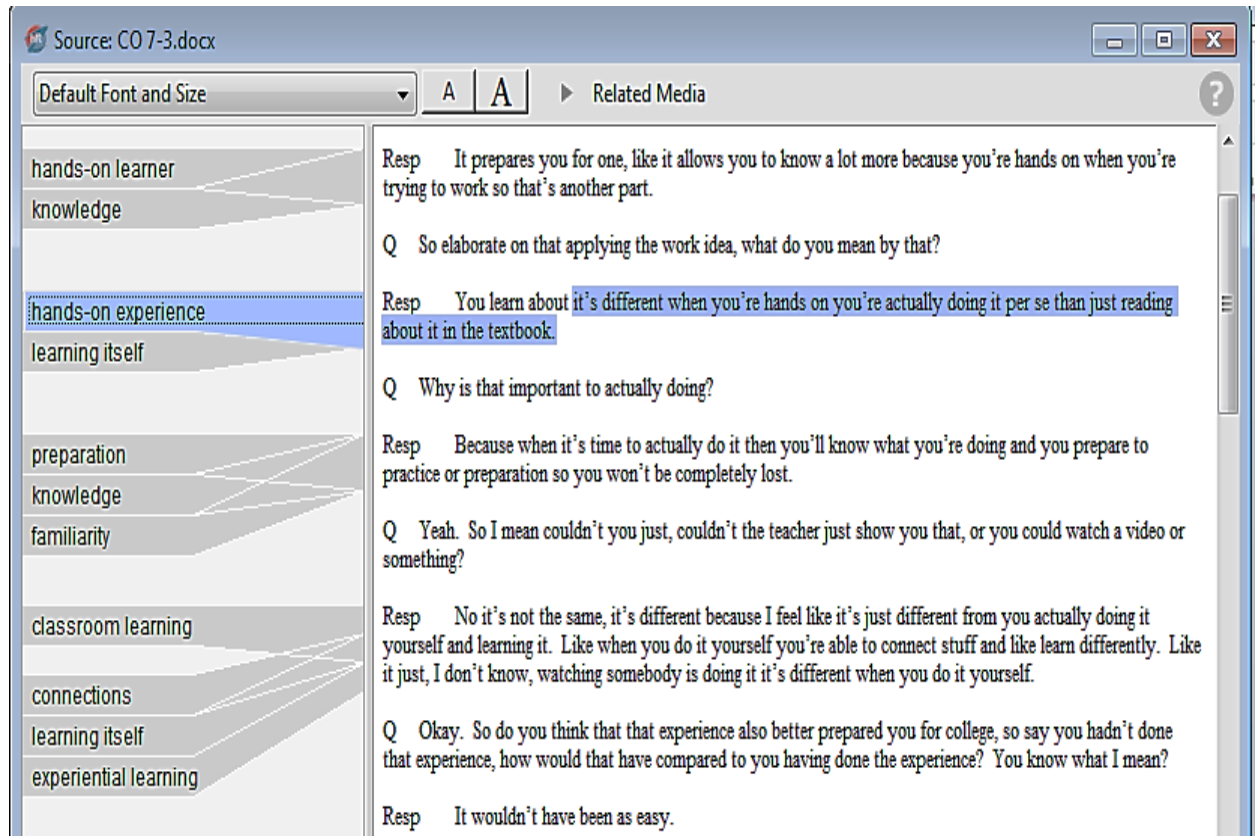 Source: CO 7-3.docx
Default Font and Size
A
A
Related Media
?
hands-on learner
knowledge
hands-on experience
learning itself
preparation
knowledge
familiarity
classroom learning
connections
learning itself
experiential learning
Resp It prepares you for one, like it allows you to know a lot more because you’re hands on when you’re
trying to work so that’s another part.
Q So elaborate on that applying the work idea, what do you mean by that?
Resp You learn about it’s different when you’re hands on you’re actually doing it per se than just reading
about it in the textbook.
Q Why is that important to actually doing?
Resp Because when it’s time to actually do it then you’ll know what you’re doing and you prepare to
practice or preparation so you won’t be completely lost.
Q Yeah. So I mean couldn’t you just, couldn’t the teacher just show you that, or you could watch a video or
something?
Resp No it’s not the same, it’s different because I feel like it’s just different from you actually doing it
yourself and learning it. Like when you do it yourself you’re able to connect stuff and like learn differently. Like
it just, I don’t know, watching somebody is doing it it’s different when you do it yourself.
Q Okay. So do you think that that experience also better prepared you for college, so say you hadn’t done
that experience, how would that have compared to you having done the experience? You know what I mean?
Resp It wouldn’t have been as easy.